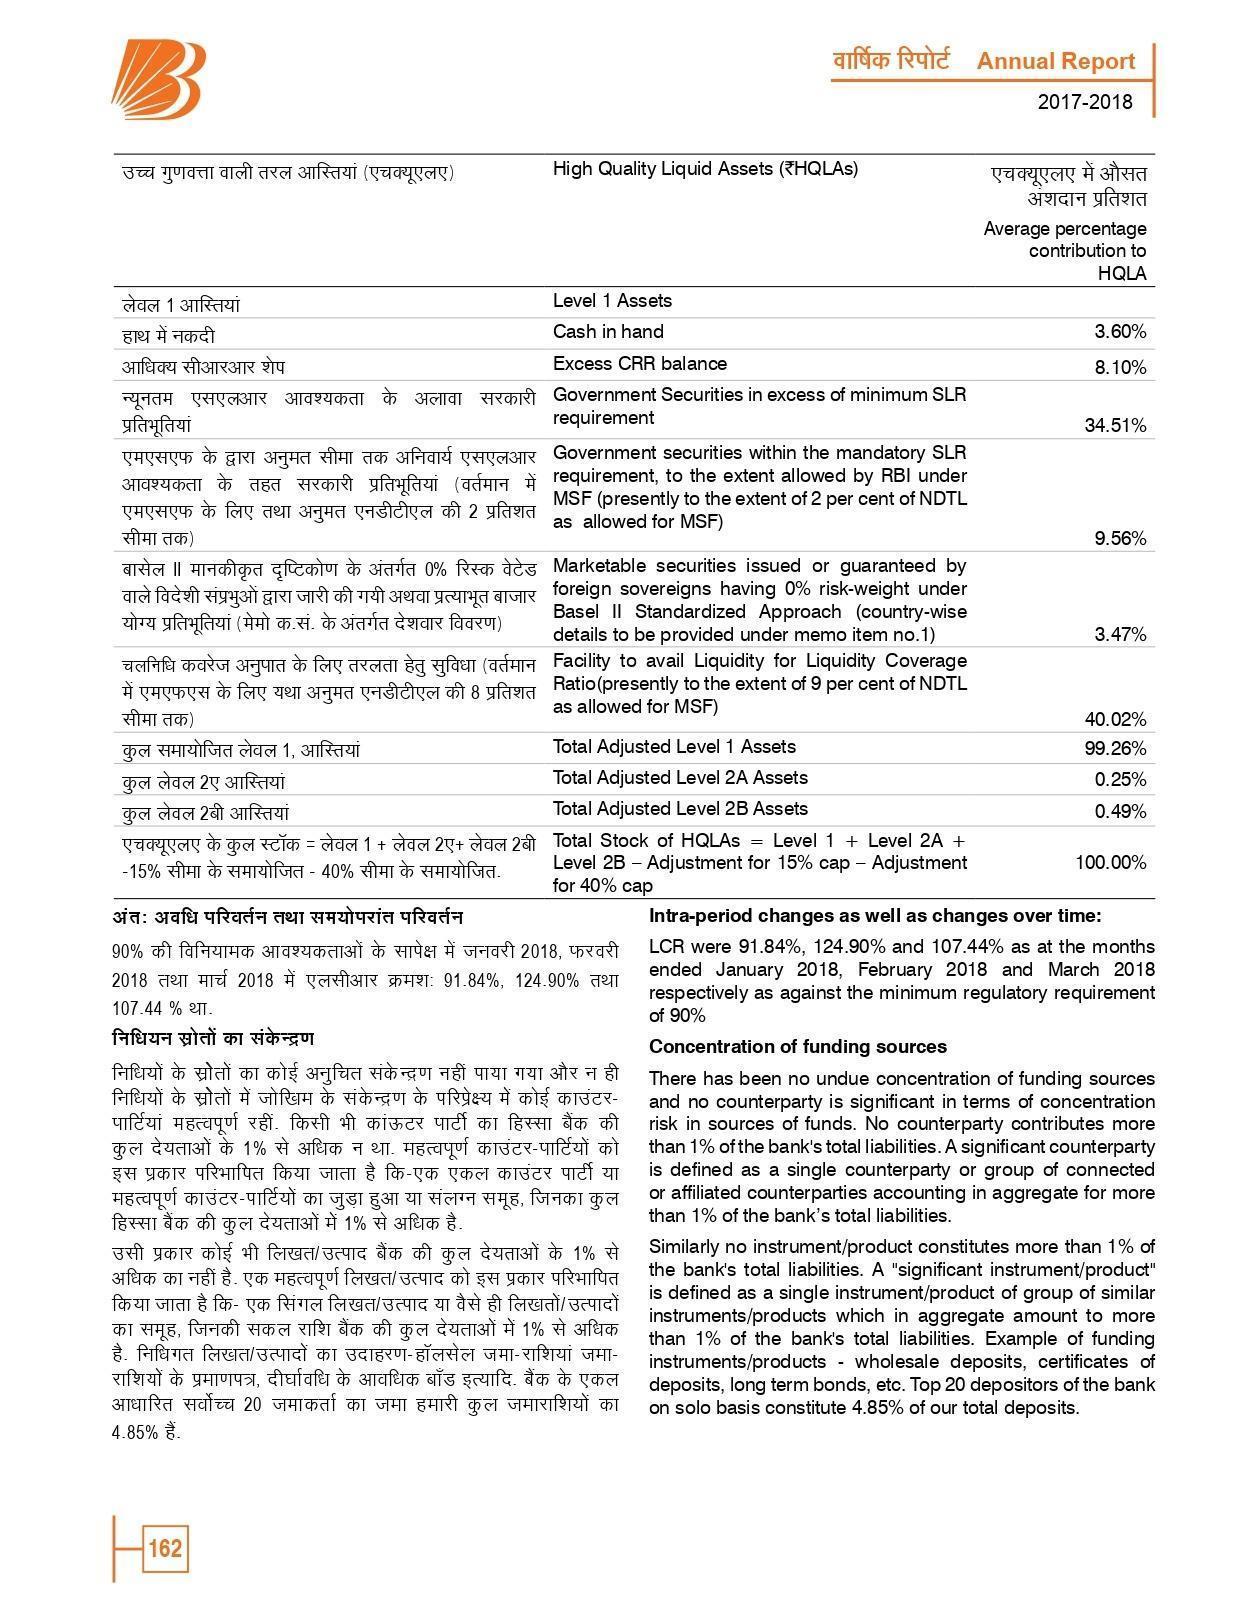 वार्षिक रिपोर्ट Annual Report
2017-2018
उच्च गुणवत्ता वाली तरल आस्तियां (एचक्यूएलए)
High Quality Liquid Assets (₹HQLAs)
एचक्यूएलए में औसत
अंशदान प्रतिशत
Average percentage
contribution to
HQLA
लेवल 1 आस्तियां
Level 1 Assets
हाथ में नकदी
Cash in hand
3.60%
आधिक्य सीआरआर शेप
Excess CRR balance
8.10%
न्यूनतम एसएलआर आवश्यकता के अलावा सरकारी
प्रतिभूतियां
Government Securities in excess of minimum SLR
requirement
34.51%
एमएसएफ के द्वारा अनुमत सीमा तक अनिवार्य एसएलआर
आवश्यकता के तहत सरकारी प्रतिभूतियां (वर्तमान में
एमएसएफ के लिए तथा अनुमत एनडीटीएल की 2 प्रतिशत
सीमा तक)
Government securities within the mandatory SLR
requirement, to the extent allowed by RBI under
MSF (presently to the extent of 2 per cent of NDTL
as allowed for MSF)
9.56%
बासेल II मानकीकृत दृष्टिकोण के अंतर्गत 0% रिस्क वेटेड
वाले विदेशी संप्रभुओं द्वारा जारी की गयी अथवा प्रत्याभूत बाजार
योग्य प्रतिभूतियां (मेमो क.सं. के अंतर्गत देशवार विवरण)
Marketable securities issued or guaranteed by
foreign sovereigns having 0% risk-weight under
Basel II Standardized Approach (country-wise
details to be provided under memo item no.1)
3.47%
चलनिधि कवरेज अनुपात के लिए तरलता हेतु सुविधा (वर्तमान
में एमएफएस के लिए यथा अनुमत एनडीटीएल की 8 प्रतिशत
सीमा तक)
Facility to avail Liquidity for Liquidity Coverage
Ratio(presently to the extent of 9 per cent of NDTL
as allowed for MSF)
40.02%
कुल समायोजित लेवल 1, आस्तियां
Total Adjusted Level 1 Assets
99.26%
कुल लेवल 2ए आस्तियां
Total Adjusted Level 2A Assets
0.25%
कुल लेवल 2बी आस्तियां
Total Adjusted Level 2B Assets
0.49%
एचक्यूएलए के कुल स्टॉक = लेवल 1 + लेवल 2ए+ लेवल 2बी
-15% सीमा के समायोजित - 40% सीमा के समायोजित.
Total Stock of HQLAs = Level 1 + Level 2A +
Level 2B – Adjustment for 15% cap – Adjustment
for 40% cap
100.00%
अंत: अवधि परिवर्तन तथा समयोपरांत परिवर्तन
90% की विनियामक आवश्यकताओं के सापेक्ष में जनवरी 2018, फरवरी
2018 तथा मार्च 2018 में एलसीआर क्रमश: 91.84%, 124.90% तथा
107.44 % था.
निधियन स्रोतों का संकेन्द्रण
निधियों के स्रोतों का कोई अनुचित संकेन्द्रण नहीं पाया गया और न ही
निधियों के स्रोतों में जोखिम के संकेन्द्रण के परिप्रेक्ष्य में कोई काउंटर-
पार्टियां महत्वपूर्ण रहीं. किसी भी कांऊटर पार्टी का हिस्सा बैंक की
कुल देयताओं के 1% से अधिक न था. महत्वपूर्ण काउंटर-पार्टियों को
इस प्रकार परिभापित किया जाता है कि-एक एकल काउंटर पार्टी या
महत्वपूर्ण काउंटर-पार्टियों का जुड़ा हुआ या संलग्न समूह, जिनका कुल
हिस्सा बैंक की कुल देयताओं में 1% से अधिक है.
उसी प्रकार कोई भी लिखत/उत्पाद बैंक की कुल देयताओं के 1% से
अधिक का नहीं है. एक महत्वपूर्ण लिखत/उत्पाद को इस प्रकार परिभापित
किया जाता है कि- एक सिंगल लिखत/उत्पाद या वैसे ही लिखतों/उत्पादों
का समूह, जिनकी सकल राशि बैंक की कुल देयताओं में 1% से अधिक
है. निधिगत लिखत/उत्पादों का उदाहरण-हॉलसेल जमा-राशियां जमा-
राशियों के प्रमाणपत्र, दीर्घावधि के आवधिक बाँड इत्यादि. बैंक के एकल
आधारित सर्वोच्च 20 जमाकर्ता का जमा हमारी कुल जमाराशियों का
4.85% हैं.
Intra-period changes as well as changes over time:
LCR were 91.84%, 124.90% and 107.44% as at the months
ended January 2018, February 2018 and March 2018
respectively as against the minimum regulatory requirement
of 90%
Concentration of funding sources
There has been no undue concentration of funding sources
and no counterparty is significant in terms of concentration
risk in sources of funds. No counterparty contributes more
than 1% of the bank's total liabilities. A significant counterparty
is defined as a single counterparty or group of connected
or affiliated counterparties accounting in aggregate for more
than 1% of the bank’s total liabilities.
Similarly no instrument/product constitutes more than 1% of
the bank's total liabilities. A "significant instrument/product"
is defined as a single instrument/product of group of similar
instruments/products which in aggregate amount to more
than 1% of the bank's total liabilities. Example of funding
instruments/products - wholesale deposits, certificates of
deposits, long term bonds, etc. Top 20 depositors of the bank
on solo basis constitute 4.85% of our total deposits.
162